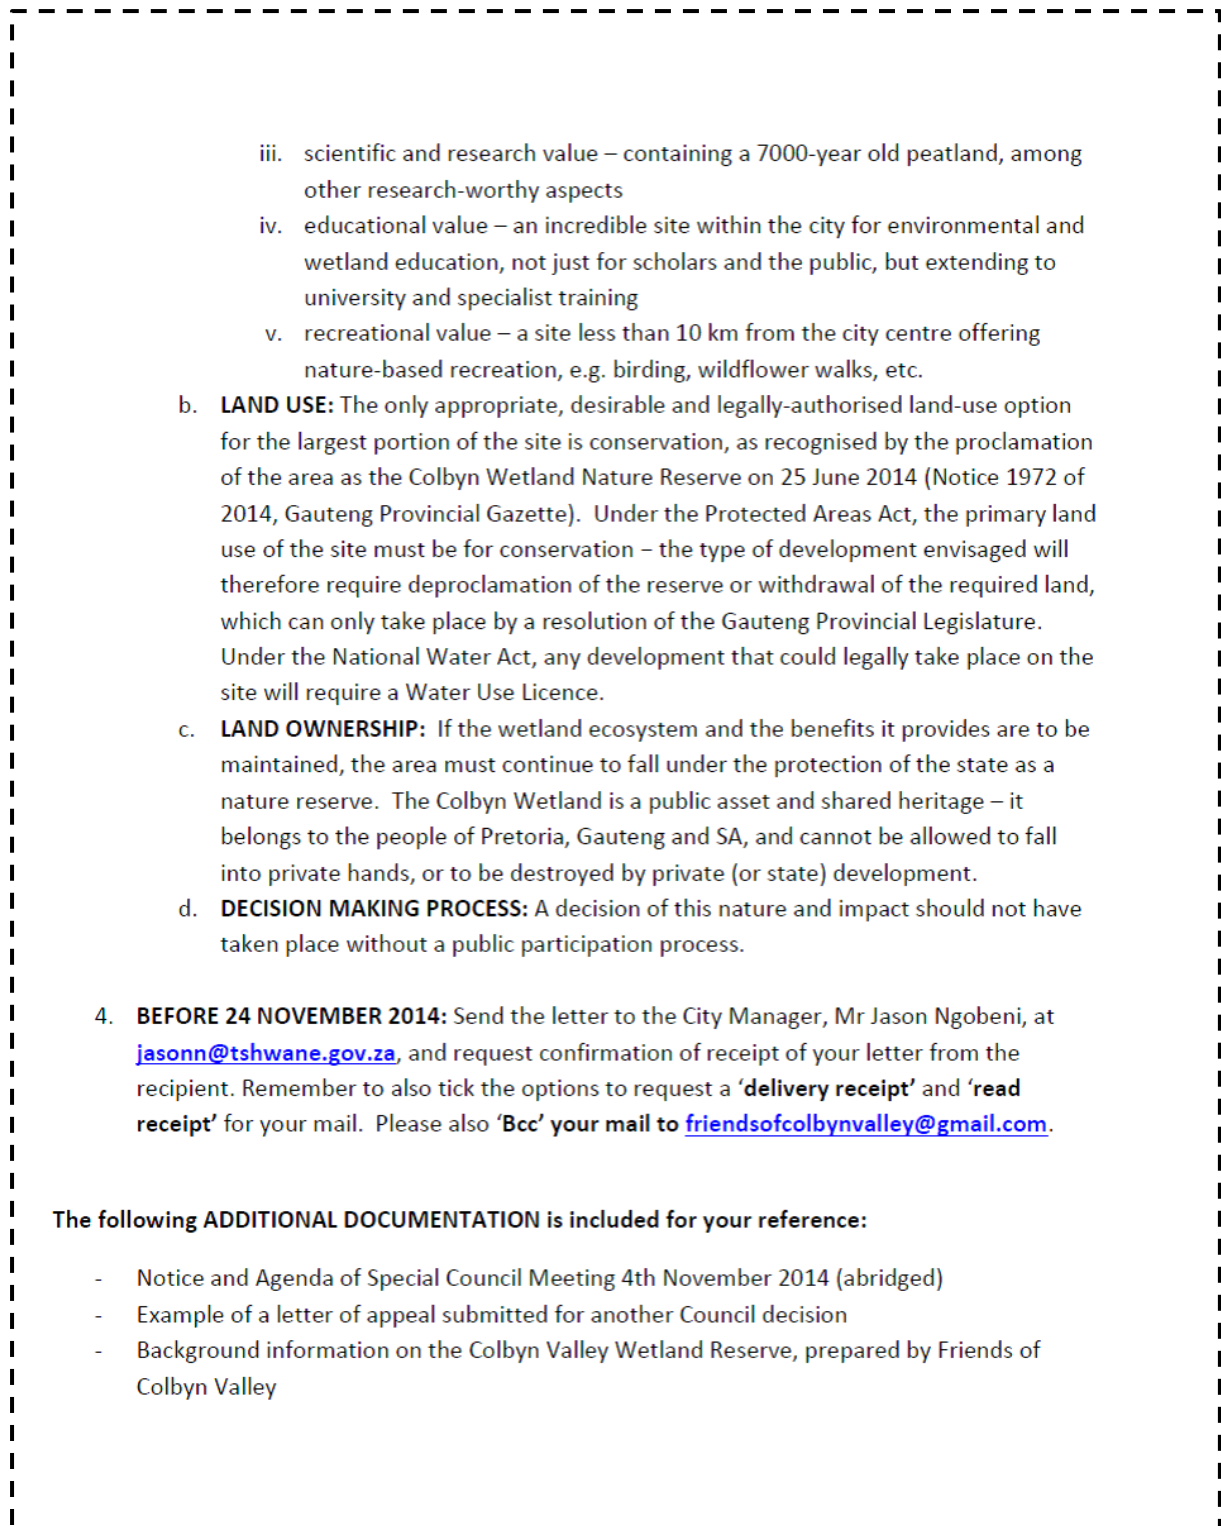 iii. scientific and research value – containing a 7000-year old peatland, among
other research-worthy aspects
iv. educational value – an incredible site within the city for environmental and
wetland education, not just for scholars and the public, but extending to
university and specialist training
v. recreational value – a site less than 10 km from the city centre offering
nature-based recreation, e.g. birding, wildflower walks, etc.
b. LAND USE: The only appropriate, desirable and legally-authorised land-use option
for the largest portion of the site is conservation, as recognised by the proclamation
of the area as the Colbyn Wetland Nature Reserve on 25 June 2014 (Notice 1972 of
2014, Gauteng Provincial Gazette). Under the Protected Areas Act, the primary land
use of the site must be for conservation – the type of development envisaged will
therefore require deproclamation of the reserve or withdrawal of the required land,
which can only take place by a resolution of the Gauteng Provincial Legislature.
Under the National Water Act, any development that could legally take place on the
site will require a Water Use Licence.
c. LAND OWNERSHIP: If the wetland ecosystem and the benefits it provides are to be
maintained, the area must continue to fall under the protection of the state as a
nature reserve. The Colbyn Wetland is a public asset and shared heritage – it
belongs to the people of Pretoria, Gauteng and SA, and cannot be allowed to fall
into private hands, or to be destroyed by private (or state) development.
d. DECISION MAKING PROCESS: A decision of this nature and impact should not have
taken place without a public participation process.
4. BEFORE 24 NOVEMBER 2014: Send the letter to the City Manager, Mr Jason Ngobeni, at
jasonn@tshwane.gov.za, and request confirmation of receipt of your letter from the
recipient. Remember to also tick the options to request a ‘delivery receipt’ and ‘read
receipt’ for your mail. Please also ‘Bcc’ your mail to friendsofcolbynvalley@gmail.com.
The following ADDITIONAL DOCUMENTATION is included for your reference:
- Notice and Agenda of Special Council Meeting 4th November 2014 (abridged)
- Example of a letter of appeal submitted for another Council decision
- Background information on the Colbyn Valley Wetland Reserve, prepared by Friends of
Colbyn Valley